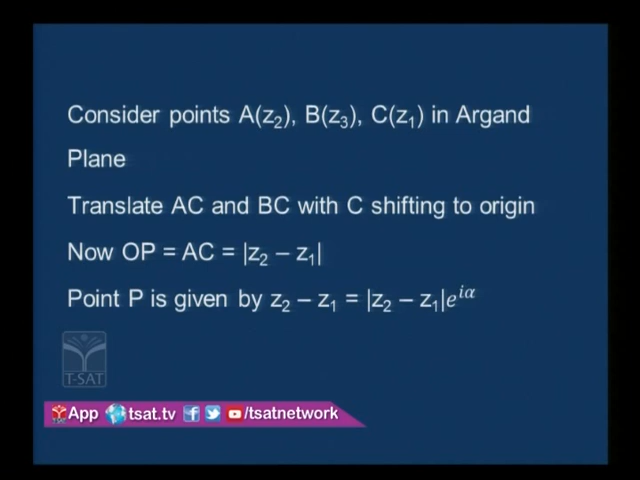 Consider points A(z₂), B(z₃), C(z₁) in Argand
Plane
Translate AC and BC with C shifting to origin
Now OP = AC = |z₂ – z₁|
Point P is given by z₂ – z₁ = |z₂ – z₁|e^{iα}
T-SAT
App tsat.tv /tsatnetwork